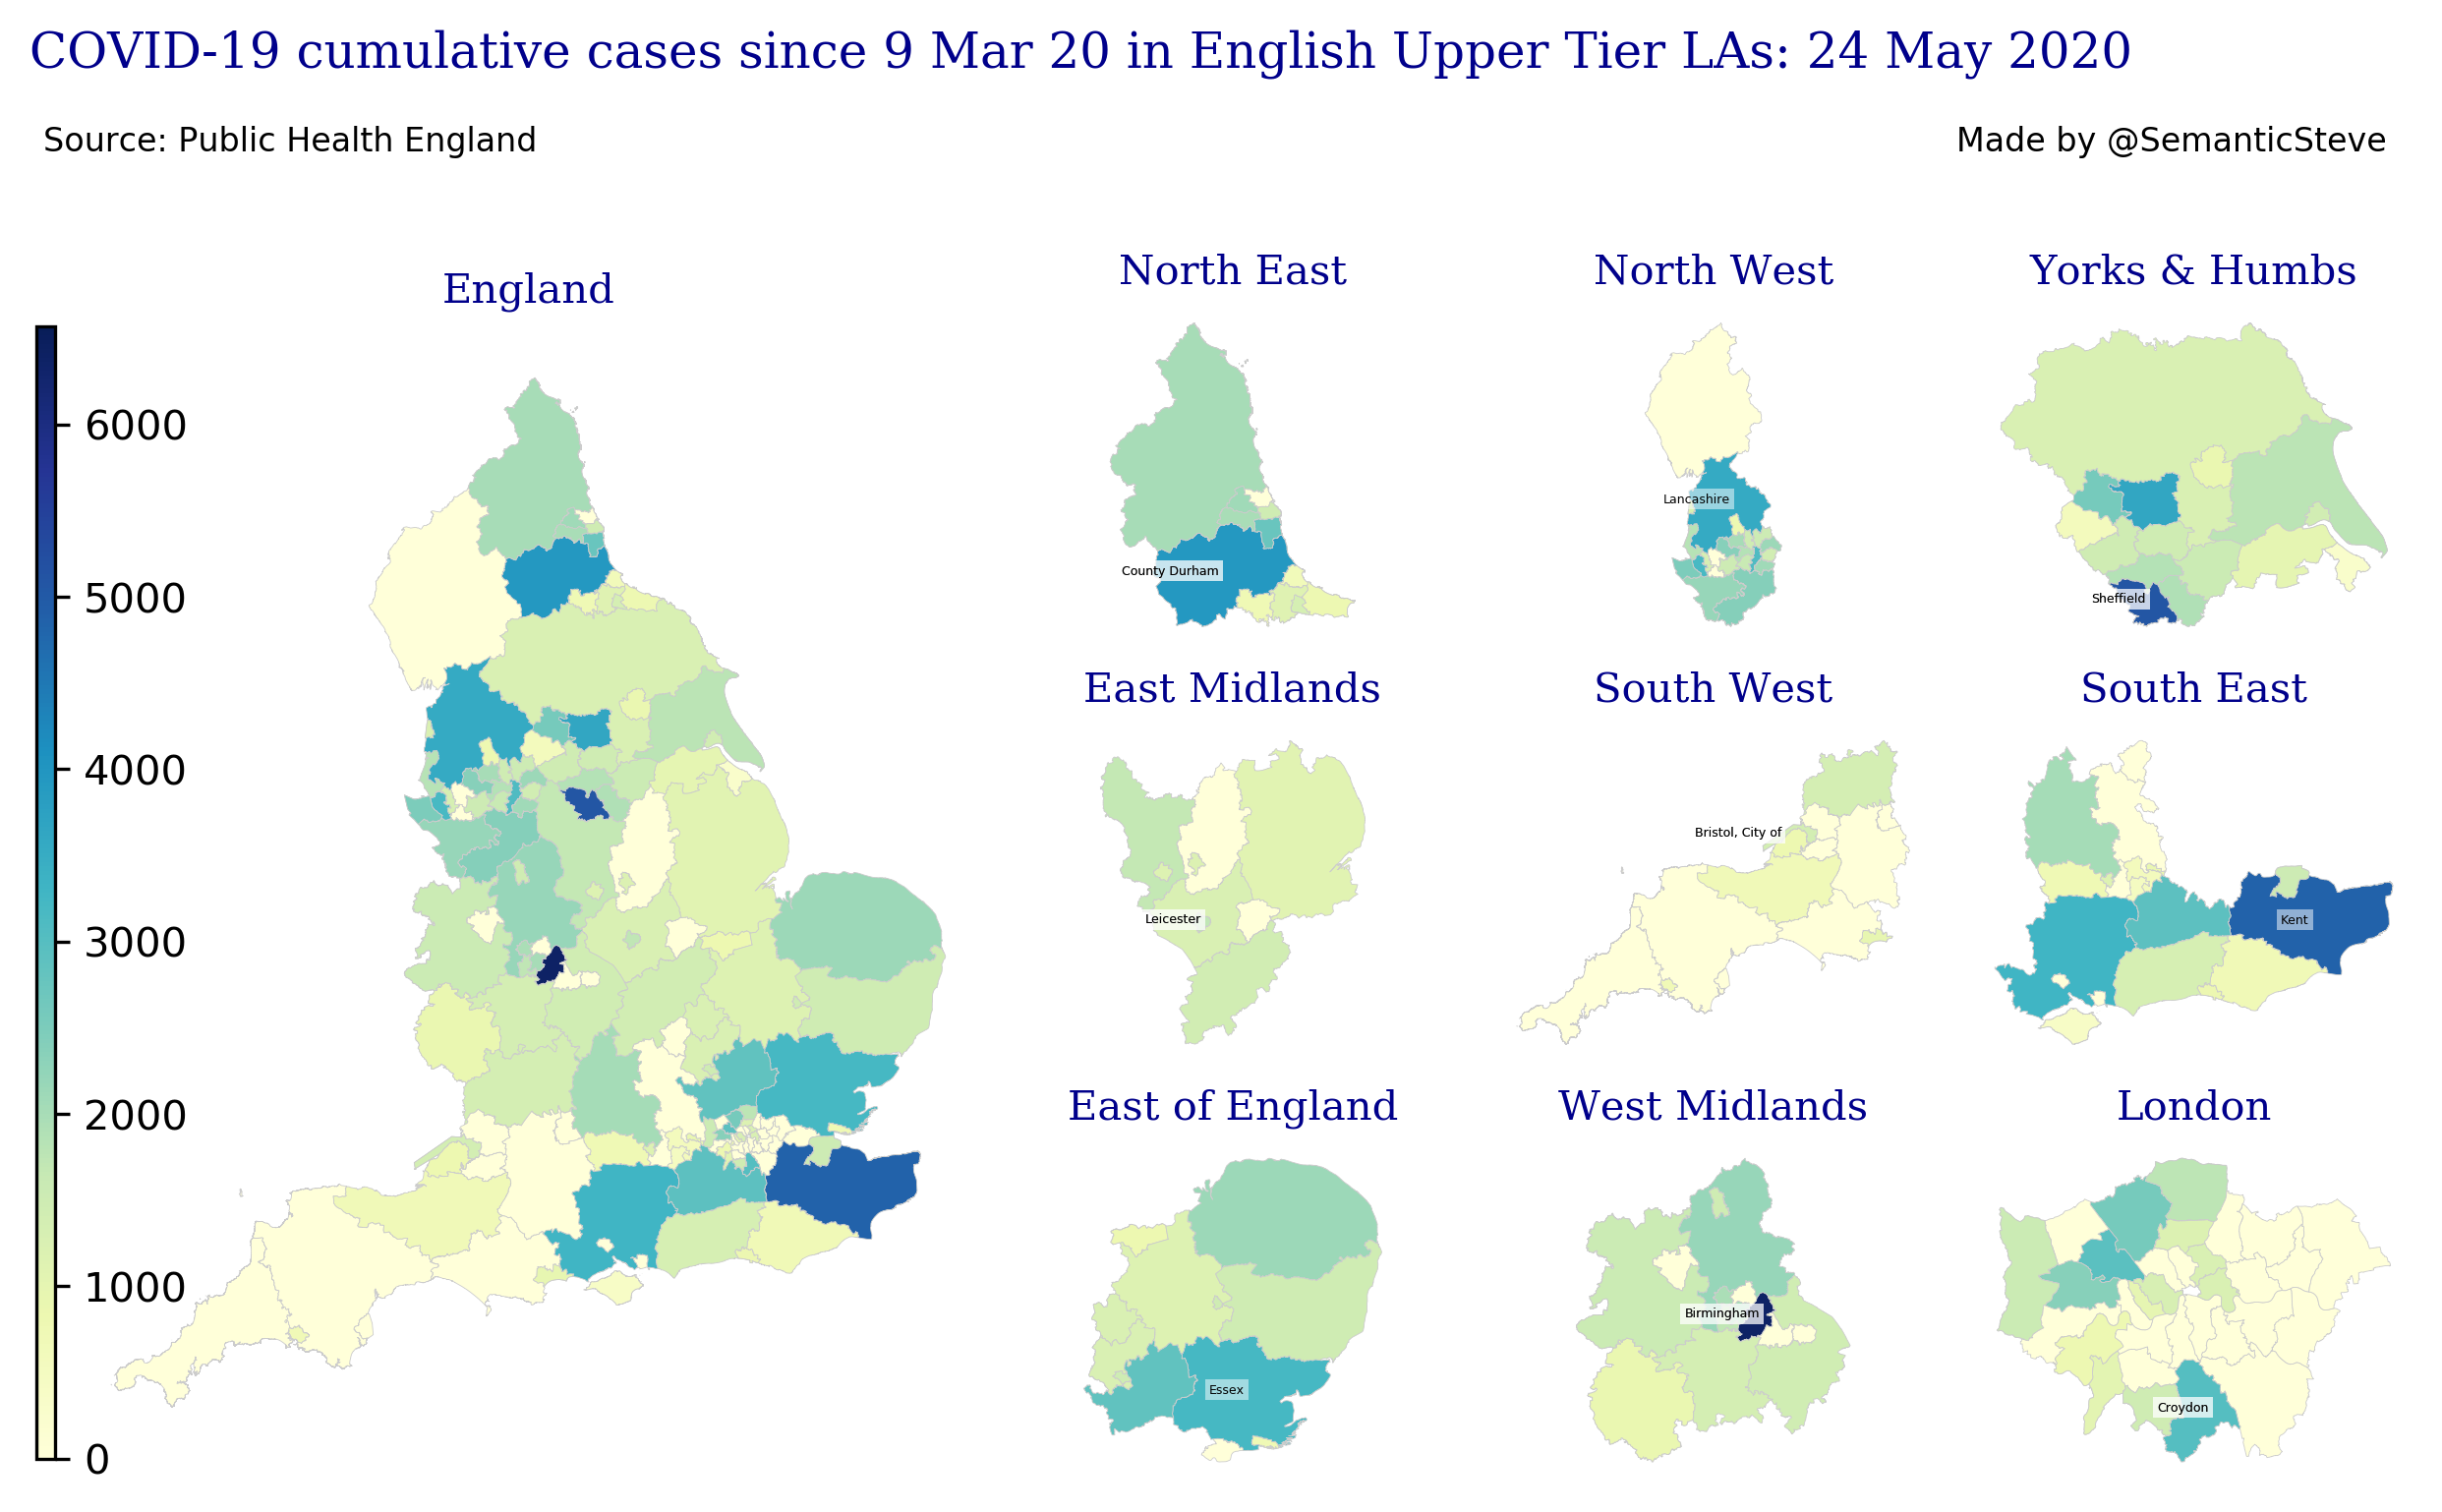 COVID-19 cumulative cases since 9 Mar 20 in English Upper Tier LAs: 24 May 2020
Source: Public Health England
Made by @SemanticSteve
England
North East
North West
Yorks & Humbs
6000
5000
4000
3000
2000
1000
0
County Durham
Lancashire
Sheffield
East Midlands
South West
South East
Leicester
Bristol, City of
Kent
East of England
West Midlands
London
Essex
Birmingham
Croydon